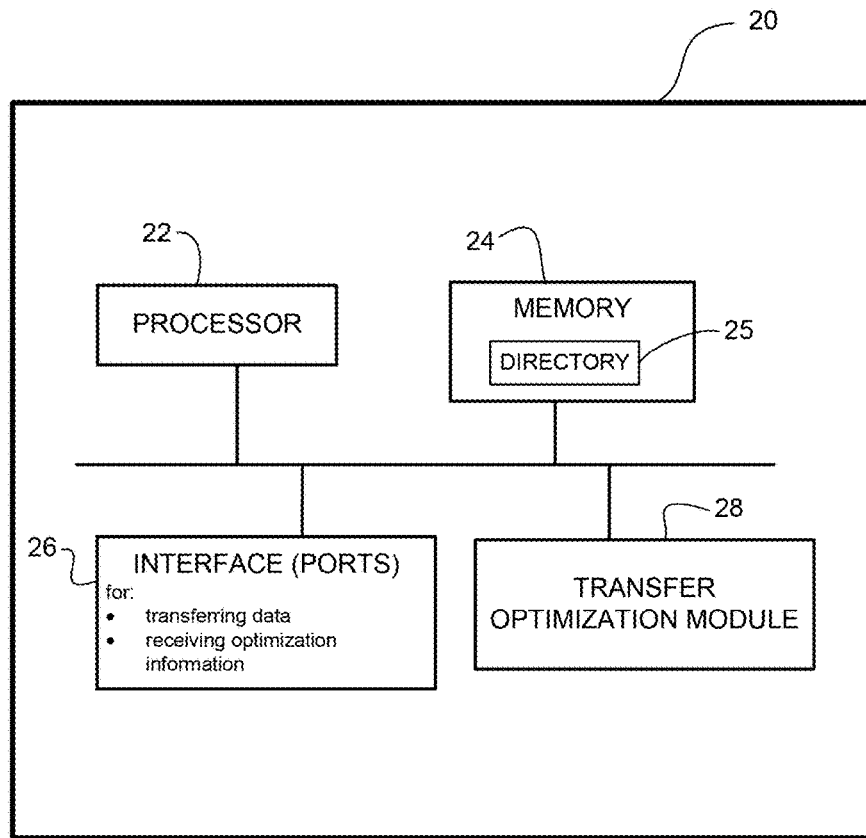 20
22
PROCESSOR
24
MEMORY
25
DIRECTORY
26
INTERFACE (PORTS)
for:
• transferring data
• receiving optimization
information
28
TRANSFER
OPTIMIZATION MODULE